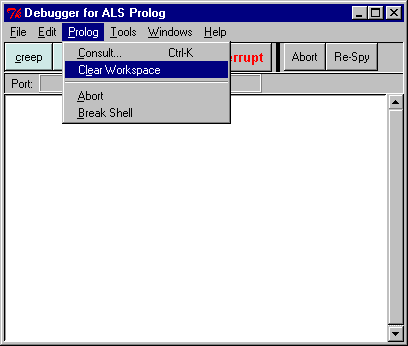 Debugger for ALS Prolog
File Edit Prolog Tools Windows Help
creep rrupt Abort Re-Spy
Consult... Ctrl-K
Clear Workspace
Port:
Abort
Break Shell